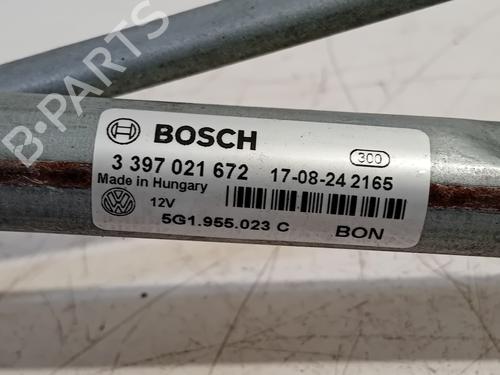 B-PARTS
BOSCH
300
3 397 021 672 17-08-24 2165
Made in Hungary
12V
5G1.955.023 C BON